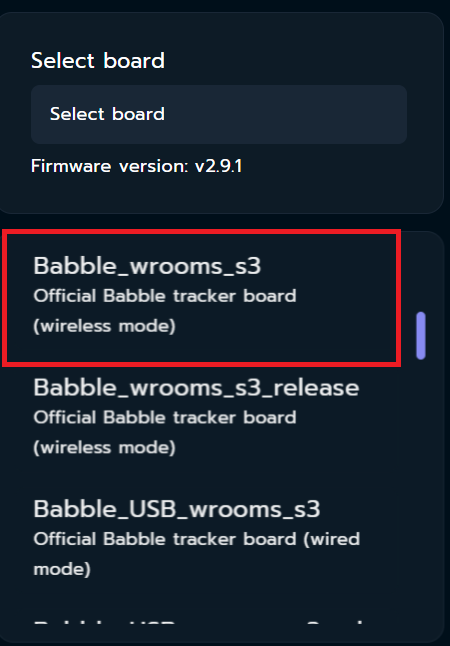 Select board
Select board
Firmware version: v2.9.1
Babble_wrooms_s3
Official Babble tracker board
(wireless mode)
Babble_wrooms_s3_release
Official Babble tracker board
(wireless mode)
Babble_USB_wrooms_s3
Official Babble tracker board (wired
mode)